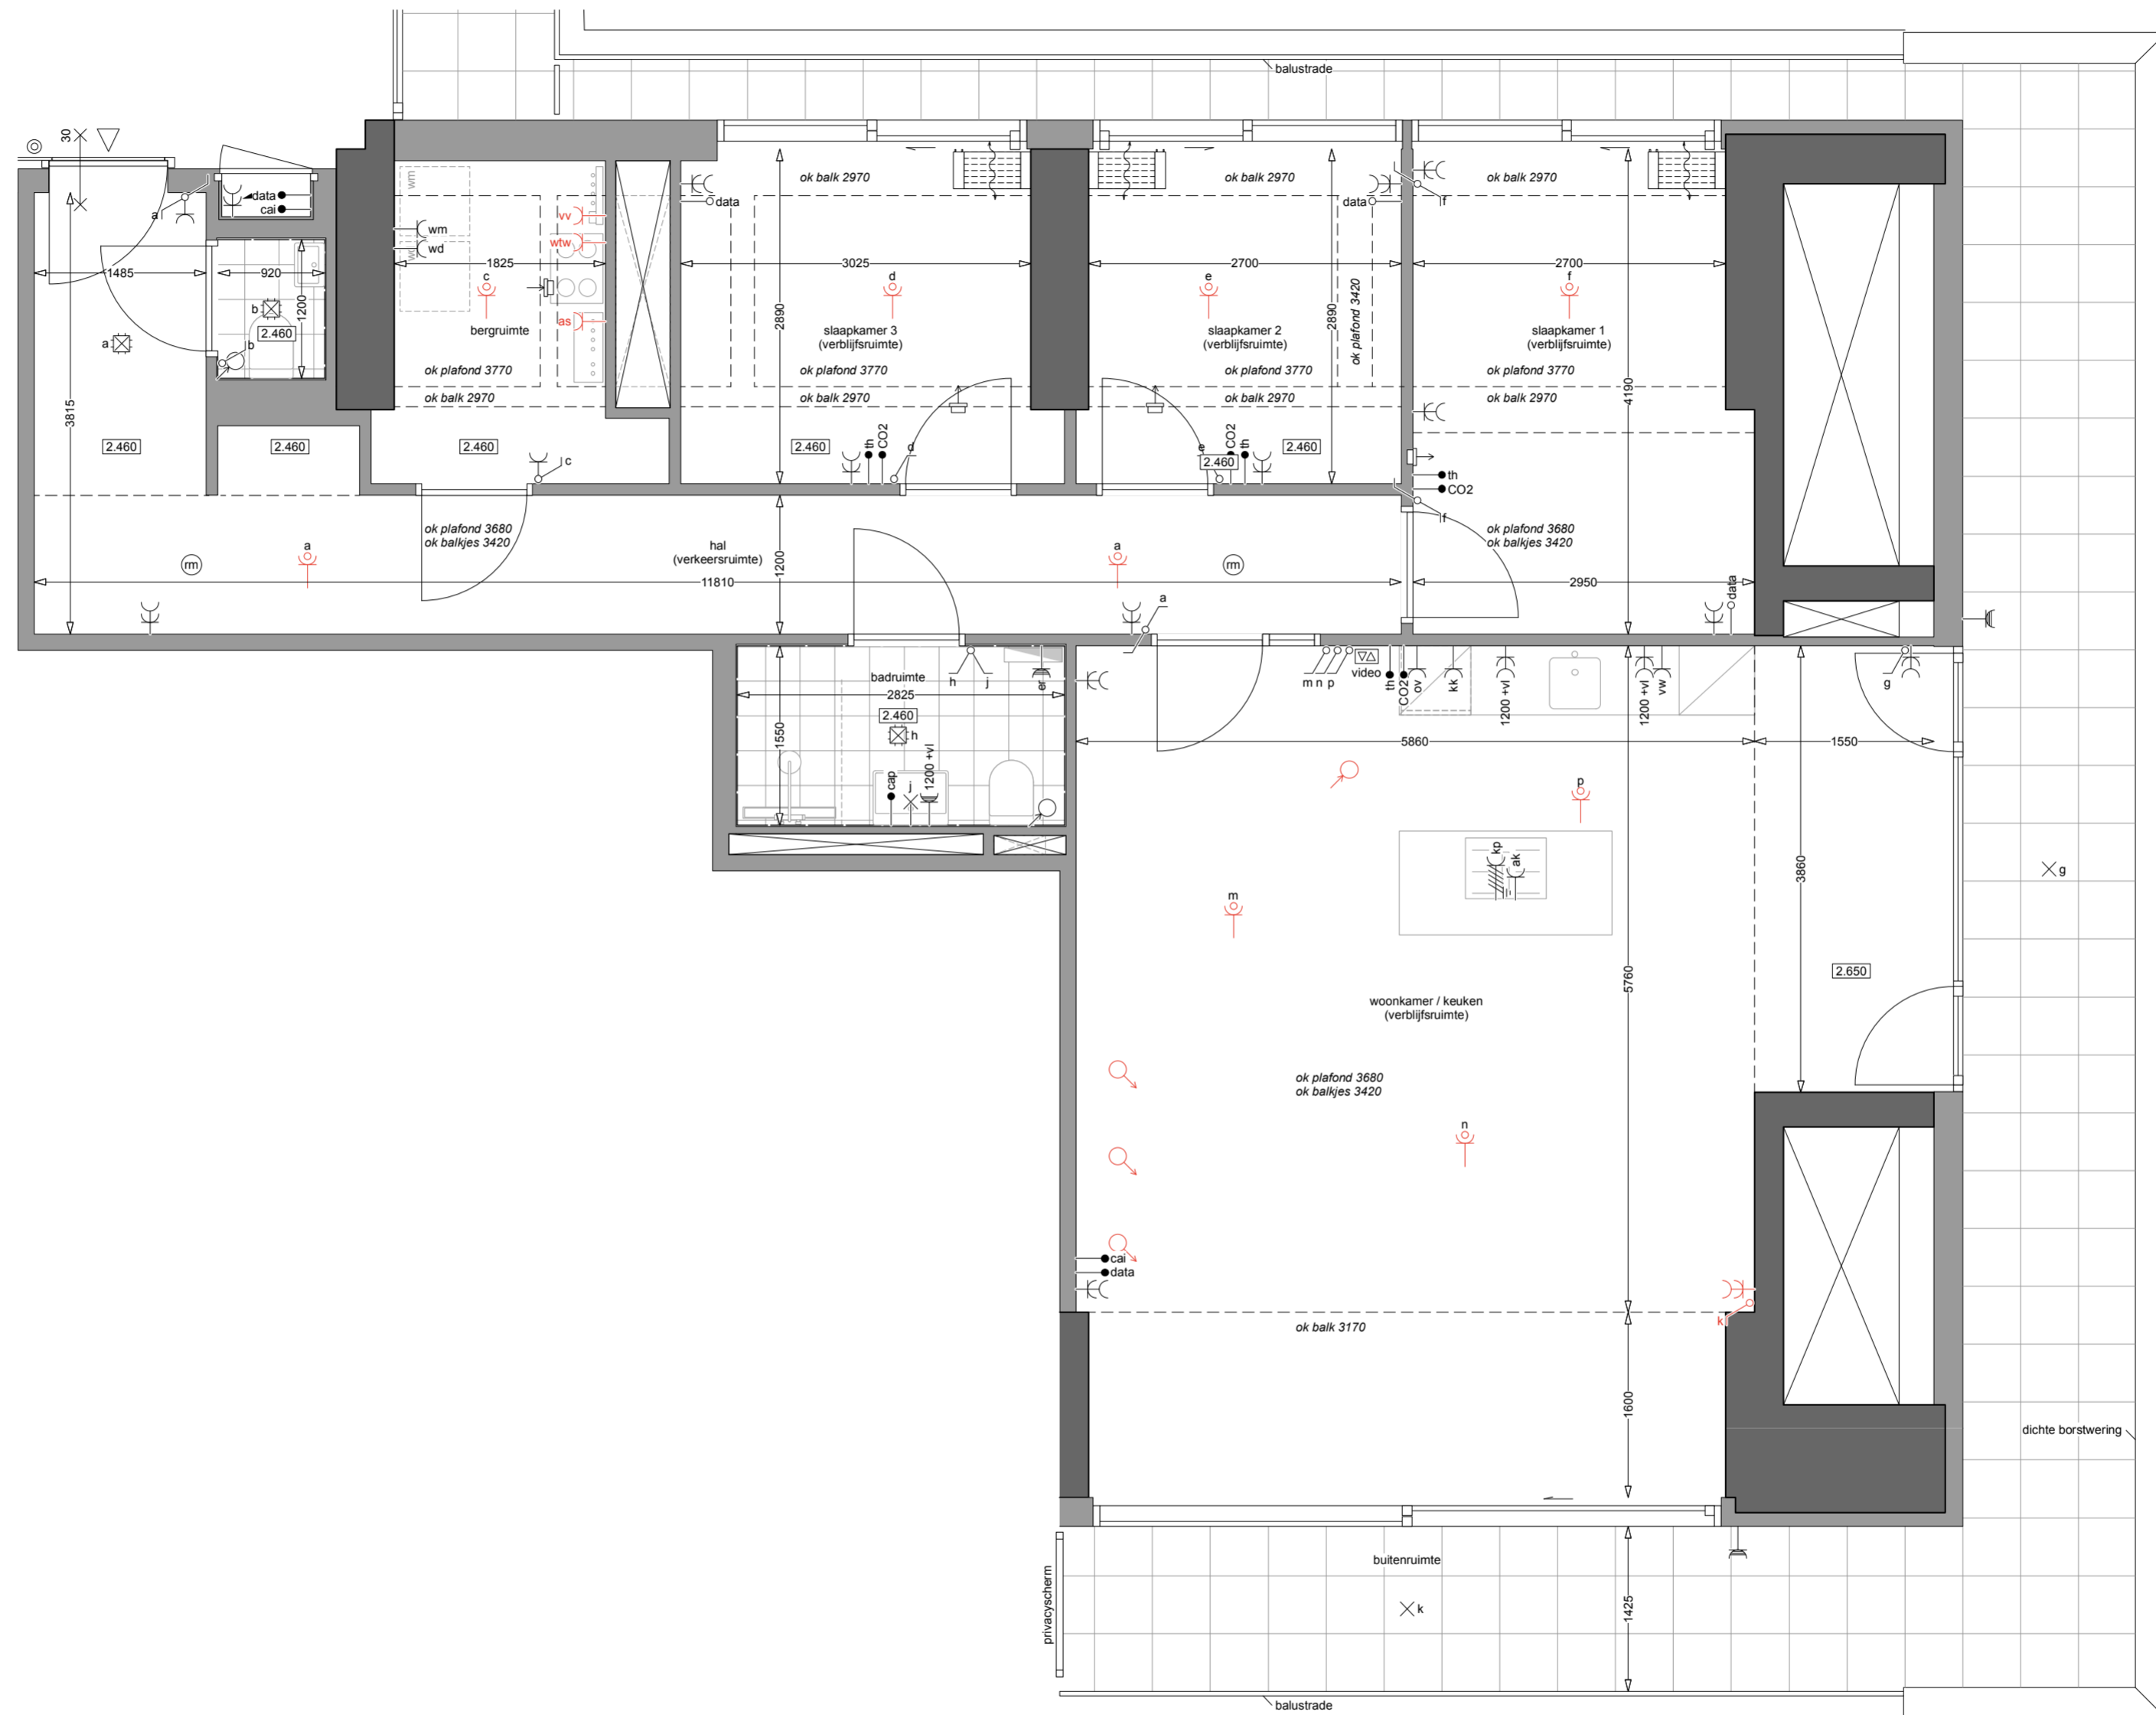 balustrade
30
data
cai
a
1485
920
1200
b
2.460
b
a
3815
2.460
2.460
wm
wm
wd
vv
wtw
1825
c
as
bergruimte
ok plafond 3770
ok balk 2970
2.460
c
ok balk 2970
data
3025
d
2890
slaapkamer 3
(verblijfsruimte)
ok plafond 3770
ok balk 2970
2.460
th
CO2
d
ok balk 2970
data
2700
e
2890
ok plafond 3420
slaapkamer 2
(verblijfsruimte)
ok plafond 3770
ok balk 2970
e
CO2
th
2.460
2.460
ok balk 2970
f
2700
f
slaapkamer 1
(verblijfsruimte)
4190
ok plafond 3770
ok balk 2970
th
CO2
f
ok plafond 3680
ok balkjes 3420
2950
data
ok plafond 3680
ok balkjes 3420
hal
(verkeersruimte)
1200
a
a
rm
rm
11810
a
badruimte
h
j
er
2825
2.460
h
1550
cap
j
1200 +vl
m n p
video
th
CO2
ov
kk
1200 +vl
1200 +vl
vw
g
5860
1550
p
kp
ak
3860
g
m
2.650
5760
woonkamer / keuken
(verblijfsruimte)
ok plafond 3680
ok balkjes 3420
n
cai
data
k
ok balk 3170
1600
dichte borstwering
buitenruimte
privacyscherm
k
1425
balustrade